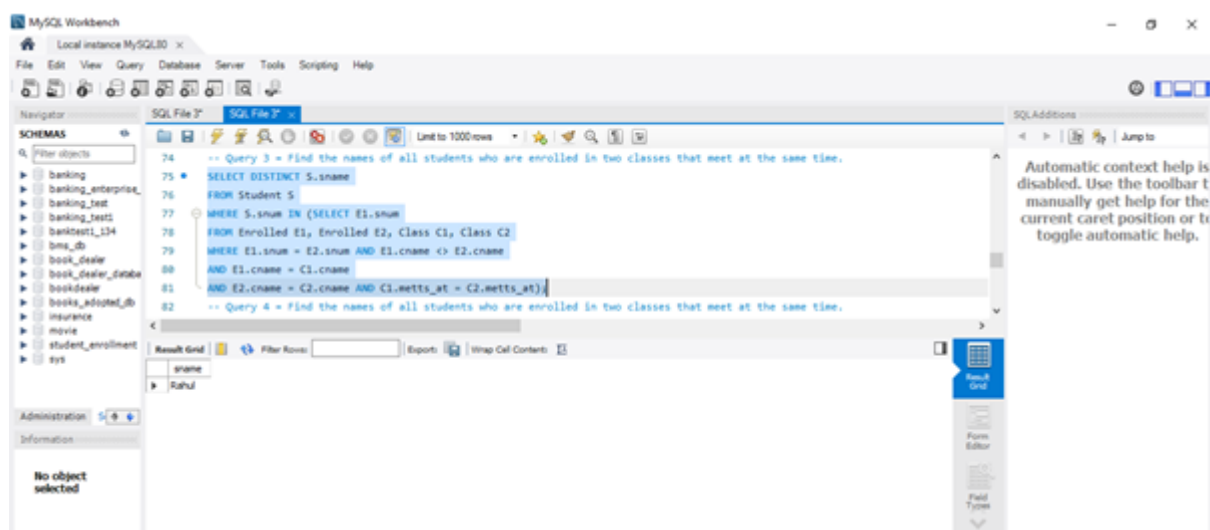 MySQL Workbench
Local instance MySQL80 ×
File Edit View Query Database Server Tools Scripting Help
Navigator
SCHEMAS
Filter objects
banking
banking_enterprise_
banking_test
banking_test1
banktest1_134
bms_db
book_dealer
book_dealer_databa
bookdealer
books_adopted_db
insurance
movie
student_enrollment
sys
Administration S
Information
No object
selected
SQL File 3* SQL File 3* ×
Limit to 1000 rows
74 -- Query 3 = Find the names of all students who are enrolled in two classes that meet at the same time.
75 SELECT DISTINCT S.sname
76 FROM Student S
77 WHERE S.snum IN (SELECT E1.snum
78 FROM Enrolled E1, Enrolled E2, Class C1, Class C2
79 WHERE E1.snum = E2.snum AND E1.cname <> E2.cname
80 AND E1.cname = C1.cname
81 AND E2.cname = C2.cname AND C1.metts_at = C2.metts_at);
82 -- Query 4 = Find the names of all students who are enrolled in two classes that meet at the same time.
Result Grid Filter Rows: Export: Wrap Cell Content:
sname
Rahul
Result
Grid
Form
Editor
Field
Types
SQLAdditions
Jump to
Automatic context help is
disabled. Use the toolbar t
manually get help for the
current caret position or to
toggle automatic help.